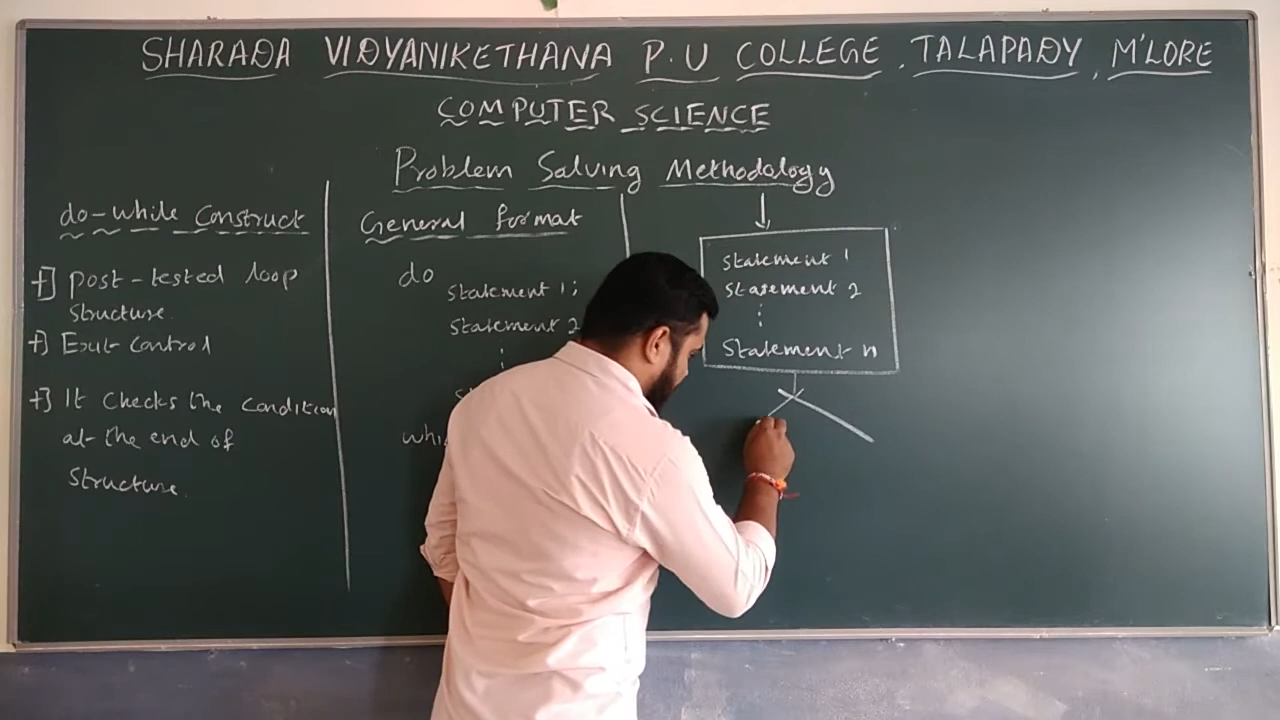 SHARADA VIDYANIKETHANA P.U COLLEGE, TALAPADY, M'LORE
COMPUTER SCIENCE
Problem Solving Methodology
do-while Construct
+] Post-tested loop
structure.
+] Exit control
+] It checks the condition
at the end of
structure.
General format
do
statement 1;
statement 2
statement 1
statement 2
statement n